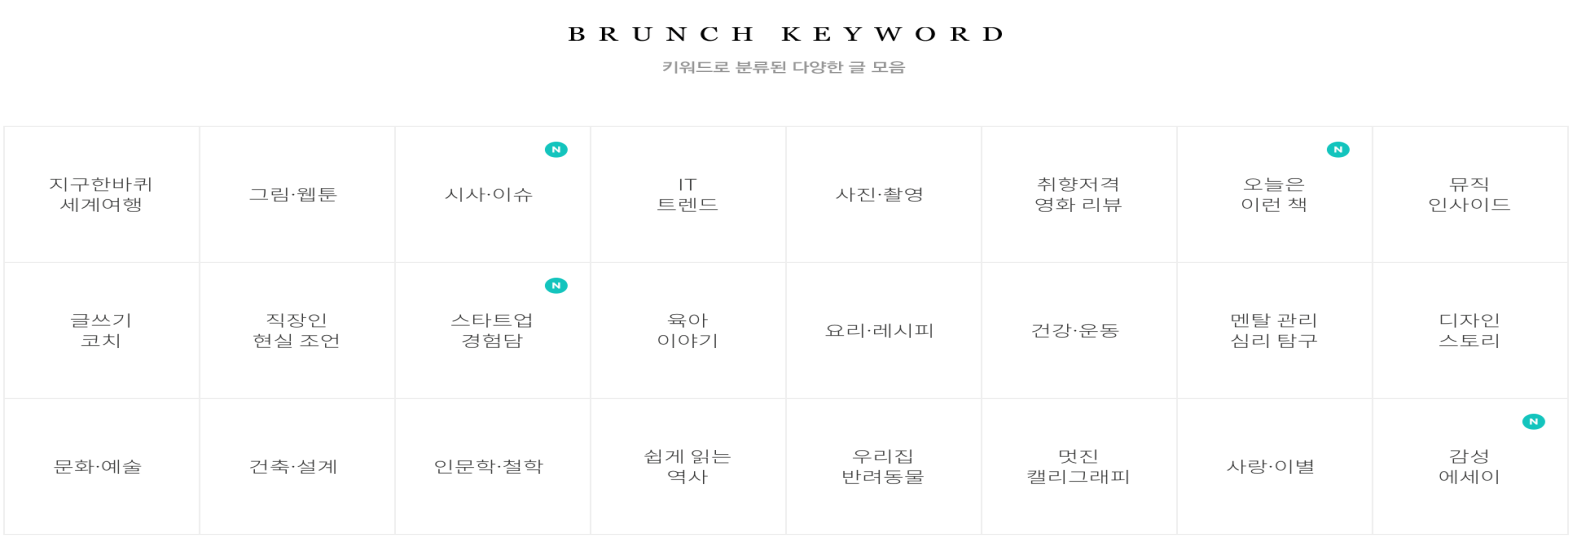 BRUNCH KEYWORD
키워드로 분류된 다양한 글 모음
지구한바퀴
세계여행
그림·웹툰
N
시사·이슈
IT
트렌드
사진·촬영
취향저격
영화 리뷰
N
오늘은
이런 책
뮤직
인사이드
글쓰기
코치
직장인
현실 조언
N
스타트업
경험담
육아
이야기
요리·레시피
건강·운동
멘탈 관리
심리 탐구
디자인
스토리
문화·예술
건축·설계
인문학·철학
쉽게 읽는
역사
우리집
반려동물
멋진
캘리그래피
사랑·이별
N
감성
에세이